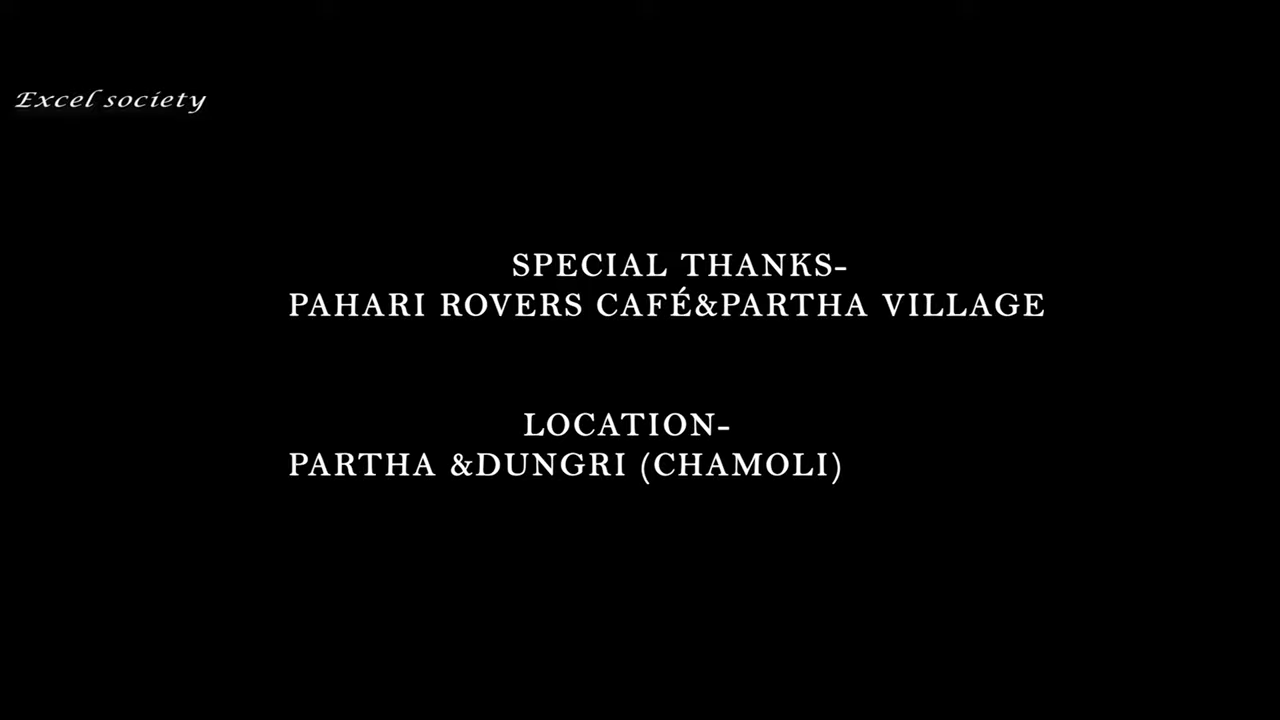 Excel society
SPECIAL THANKS-
PAHARI ROVERS CAFÉ&PARTHA VILLAGE
LOCATION-
PARTHA &DUNGRI (CHAMOLI)